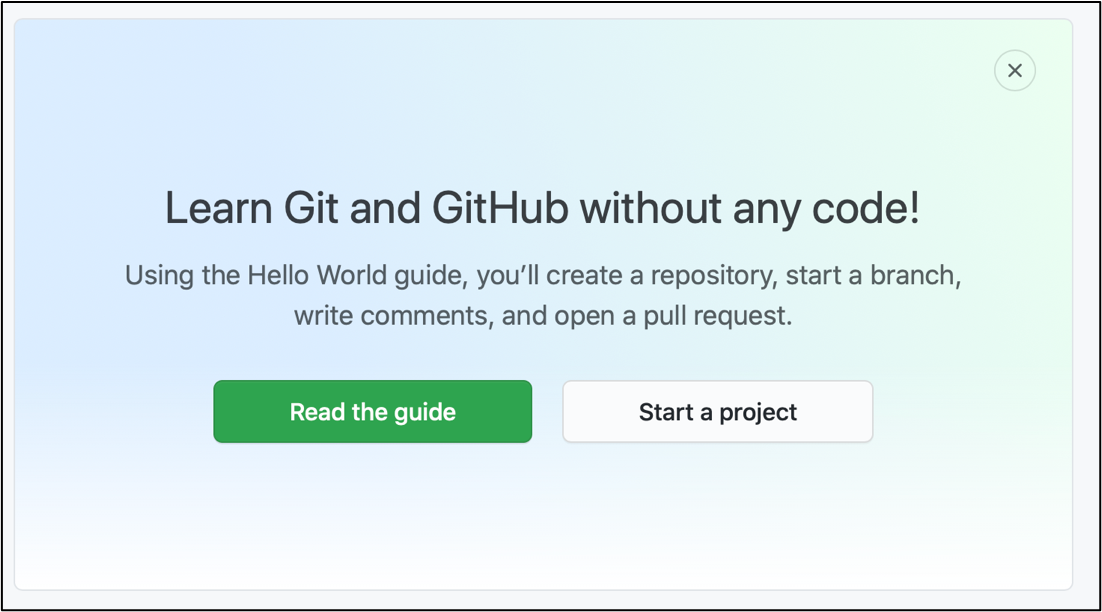 Learn Git and GitHub without any code!
Using the Hello World guide, you’ll create a repository, start a branch,
write comments, and open a pull request.
Read the guide
Start a project